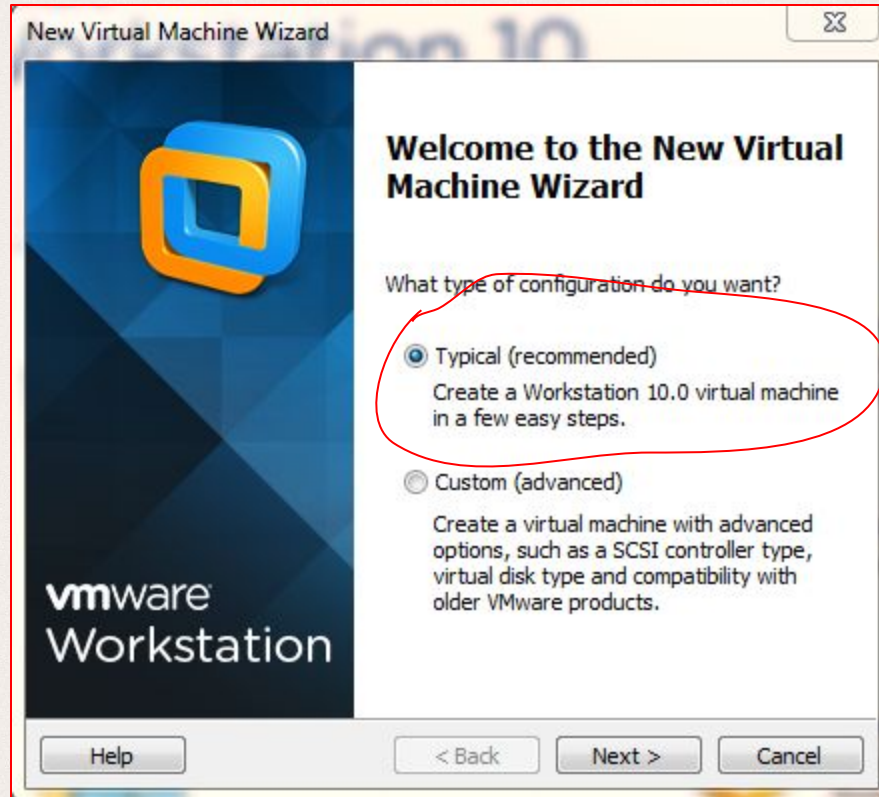 New Virtual Machine Wizard
Workstation 10
Welcome to the New Virtual
Machine Wizard
What type of configuration do you want?
Typical (recommended)
Create a Workstation 10.0 virtual machine
in a few easy steps.
Custom (advanced)
Create a virtual machine with advanced
options, such as a SCSI controller type,
virtual disk type and compatibility with
older VMware products.
vmware
Workstation
Help
< Back
Next >
Cancel